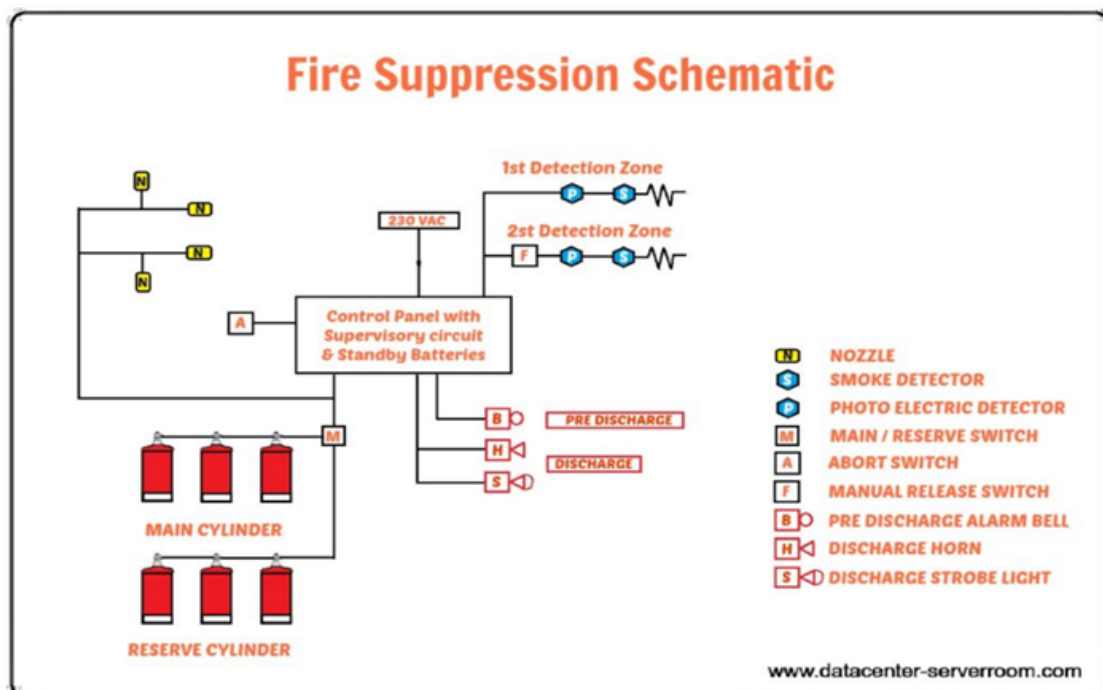 Fire Suppression Schematic
1st Detection Zone
P
S
230 VAC
2st Detection Zone
F
P
S
N
N
N
N
A
Control Panel with
Supervisory circuit
& Standby Batteries
M
B
PRE DISCHARGE
H
DISCHARGE
S
MAIN CYLINDER
RESERVE CYLINDER
N NOZZLE
S SMOKE DETECTOR
P PHOTO ELECTRIC DETECTOR
M MAIN / RESERVE SWITCH
A ABORT SWITCH
F MANUAL RELEASE SWITCH
B PRE DISCHARGE ALARM BELL
H DISCHARGE HORN
S DISCHARGE STROBE LIGHT
www.datacenter-serverroom.com